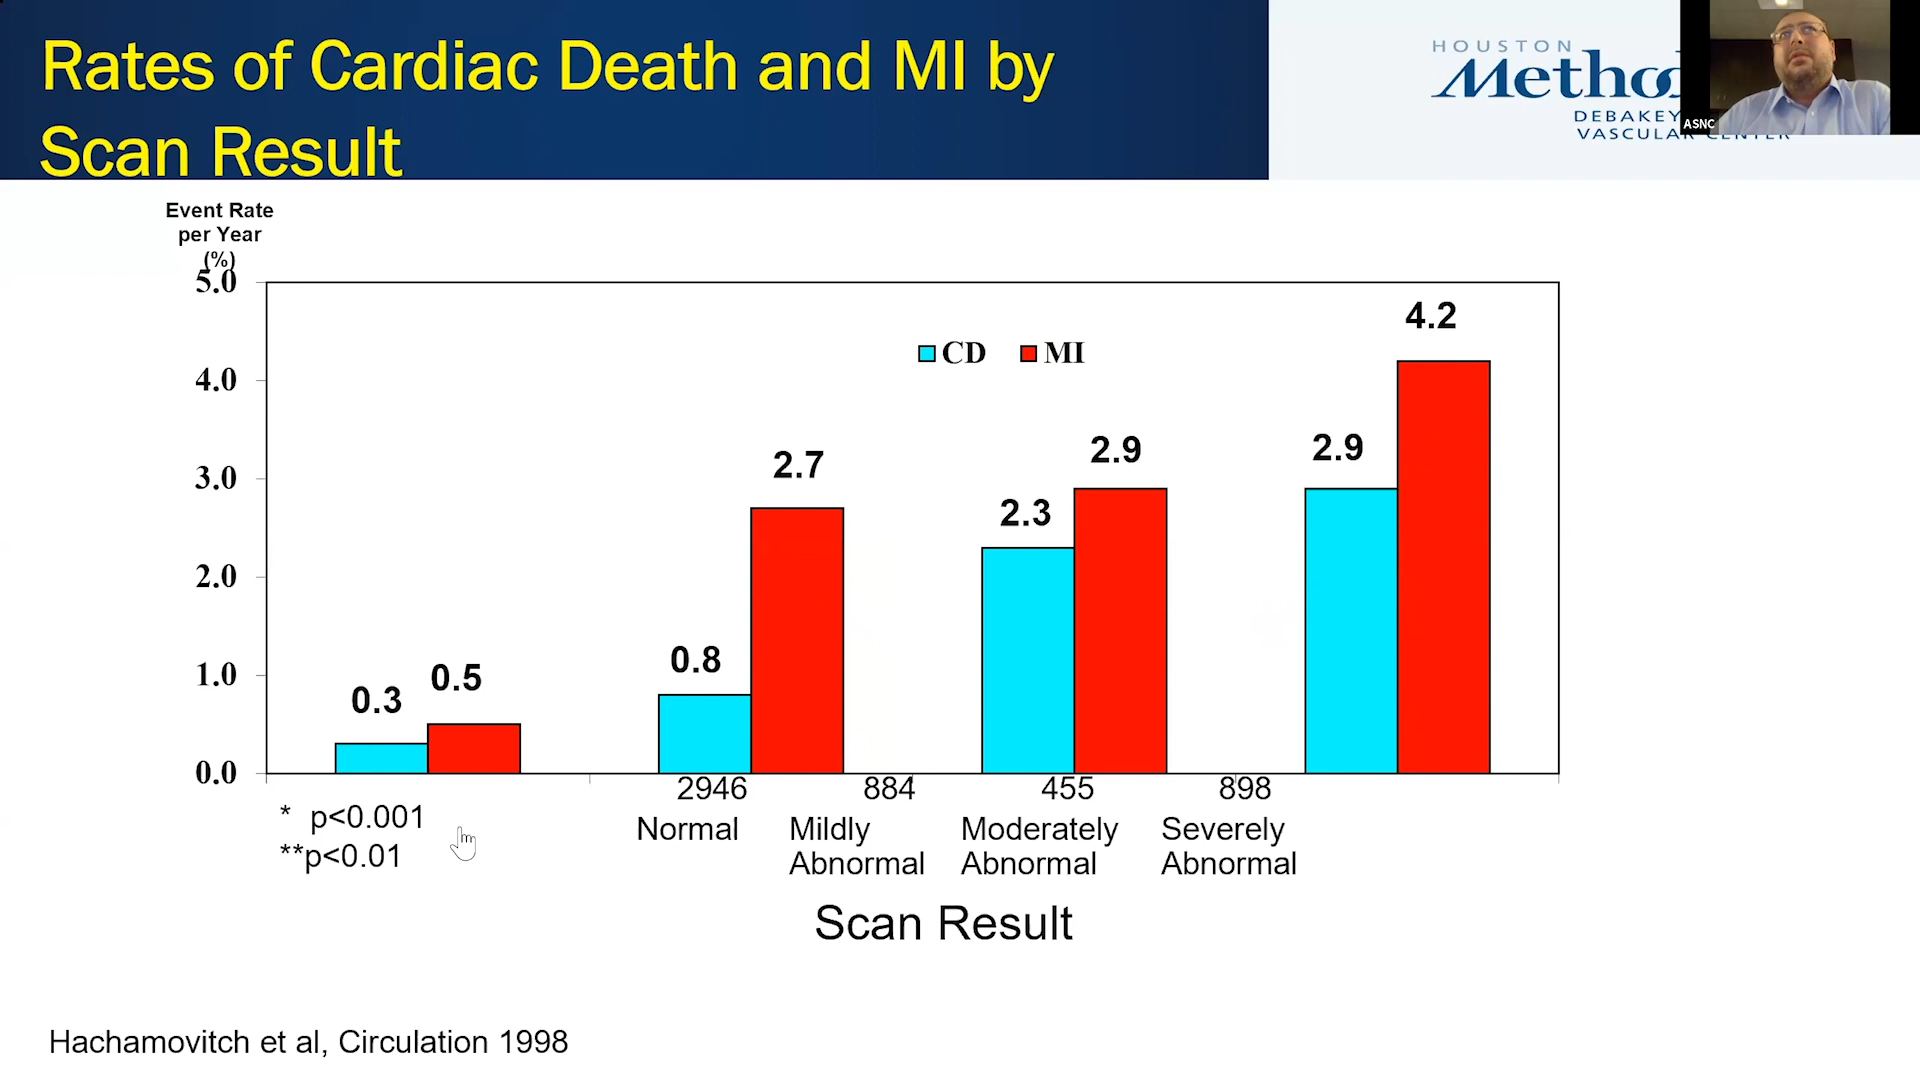 Rates of Cardiac Death and MI by
Scan Result
HOUSTON
DEBAKEY
VASCULAR CENTER
ASNC
Event Rate
per Year
(%)
5.0
4.0
3.0
2.0
1.0
0.0
CD MI
0.3 0.5
0.8 2.7
2.3 2.9
2.9 4.2
2946 884 455 898
Normal Mildly Abnormal Moderately Abnormal Severely Abnormal
* p<0.001
**p<0.01
Scan Result
Hachamovitch et al, Circulation 1998